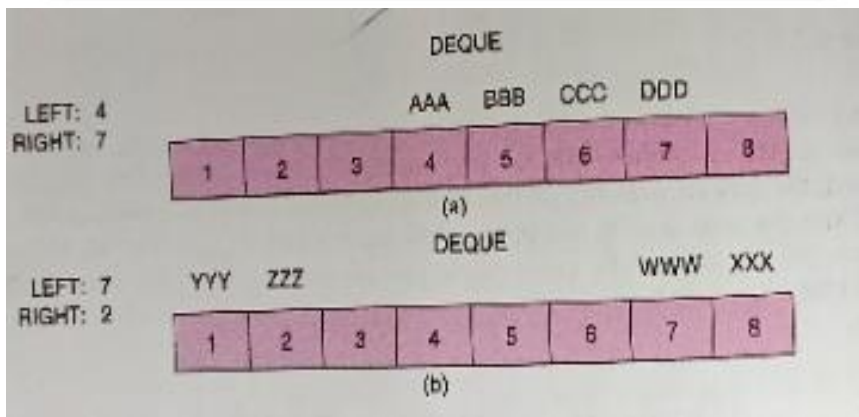 DEQUE
AAA BBB CCC DDD
LEFT: 4
RIGHT: 7
1 2 3 4 5 6 7 8
(a)
DEQUE
YYY ZZZ WWW XXX
LEFT: 7
RIGHT: 2
1 2 3 4 5 6 7 8
(b)